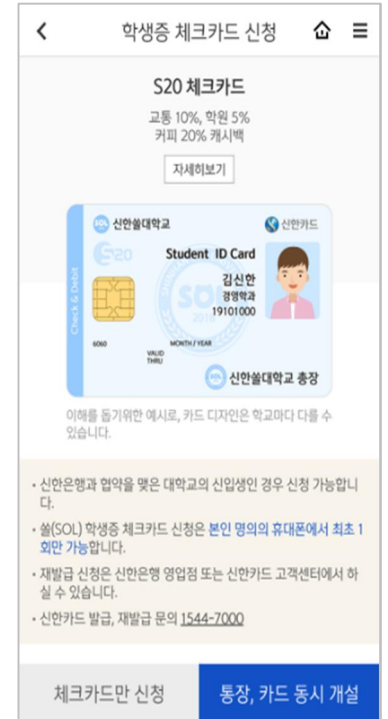 학생증 체크카드 신청
S20 체크카드
교통 10%, 학원 5%
커피 20% 캐시백
자세히보기
SOL 신한쏠대학교
신한카드
S20
Student ID Card
김신한
경영학과
19101000
Check & Debit
6060
MONTH / YEAR
VALID
THRU
신한쏠대학교 총장
이해를 돕기위한 예시로, 카드 디자인은 학교마다 다를 수
있습니다.
• 신한은행과 협약을 맺은 대학교의 신입생인 경우 신청 가능합니
다.
• 쏠(SOL) 학생증 체크카드 신청은 본인 명의의 휴대폰에서 최초 1
회만 가능합니다.
• 재발급 신청은 신한은행 영업점 또는 신한카드 고객센터에서 하
실 수 있습니다.
• 신한카드 발급, 재발급 문의 1544-7000
체크카드만 신청
통장, 카드 동시 개설